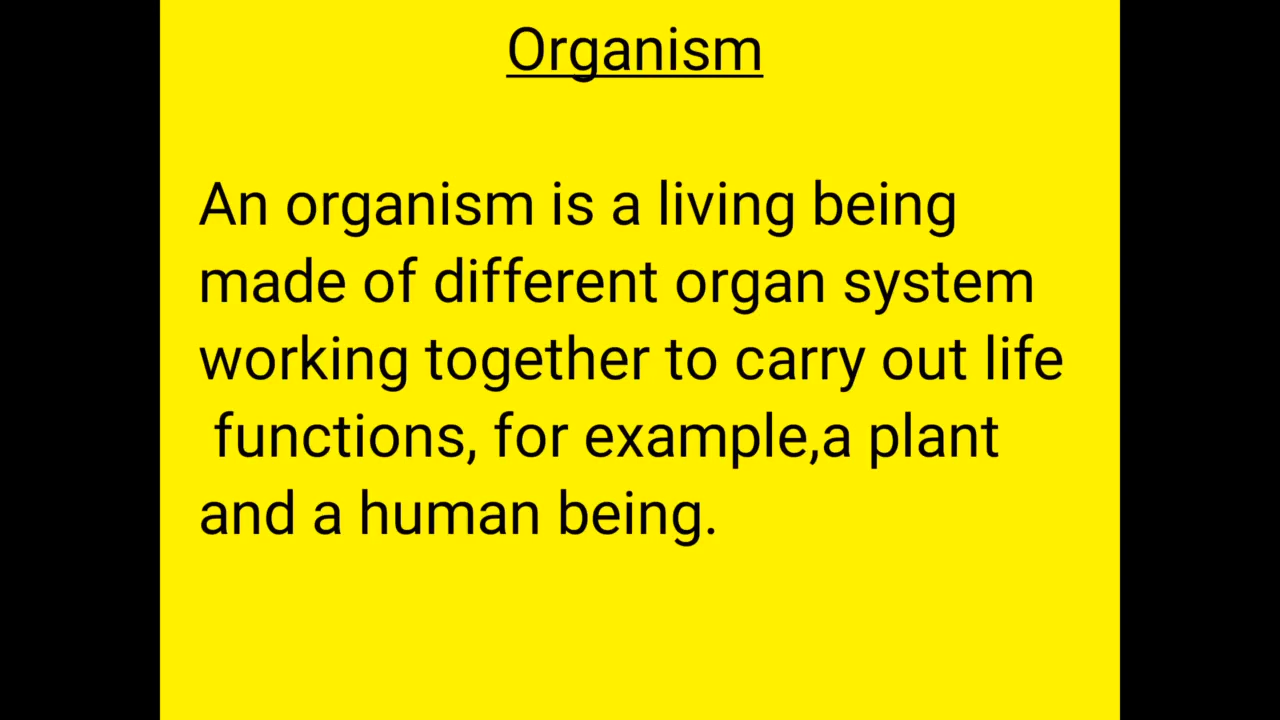 Organism
An organism is a living being
made of different organ system
working together to carry out life
functions, for example,a plant
and a human being.